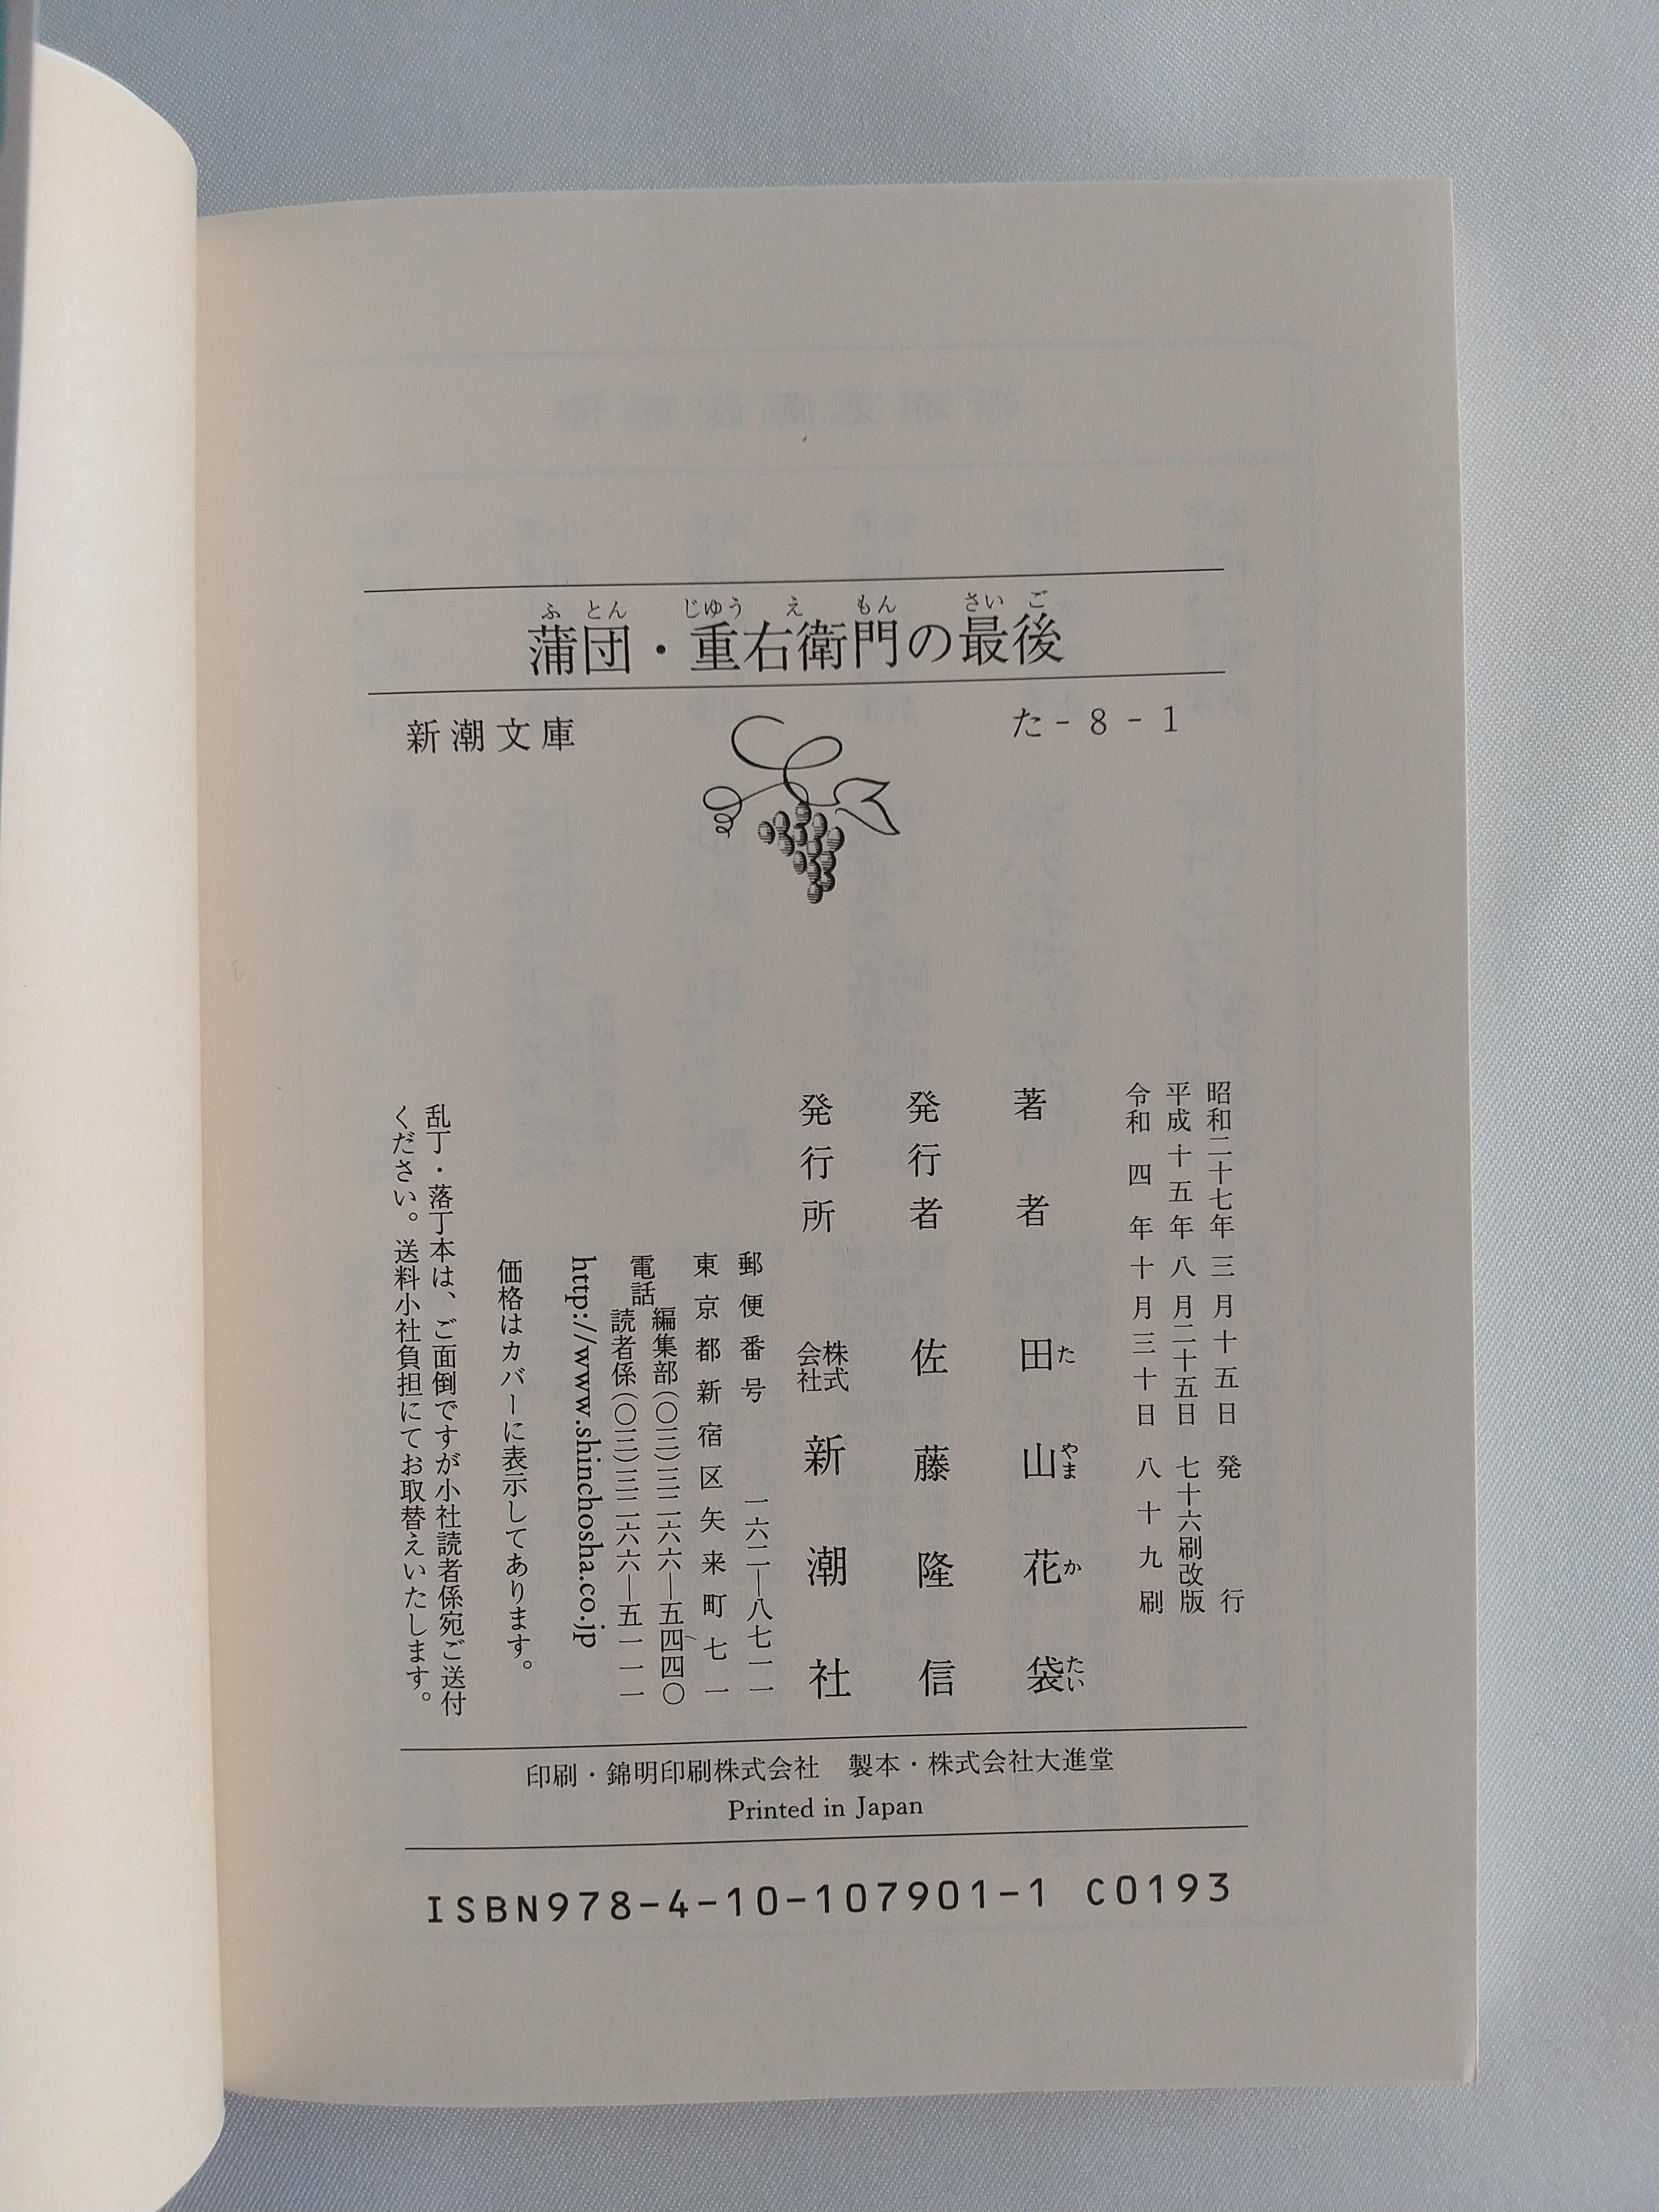 蒲団・重右衛門の最後
ふとん じゆうえもん さいご
新潮文庫
た-8-1
昭和二十七年三月十五日 発行
平成十五年八月二十五日 七十六刷改版
令和四年十月三十日 八十九刷
著者 田山花袋
た やま か たい
発行者 佐藤隆信
発行所 株式会社 新潮社
郵便番号 一六二―八七一一
東京都新宿区矢来町七一
電話 編集部(〇三)三二六六―五四四〇
読者係(〇三)三二六六―五一一一
http://www.shinchosha.co.jp
価格はカバーに表示してあります。
乱丁・落丁本は、ご面倒ですが小社読者係宛ご送付
ください。送料小社負担にてお取替えいたします。
印刷・錦明印刷株式会社 製本・株式会社大進堂
Printed in Japan
ISBN978-4-10-107901-1 C0193